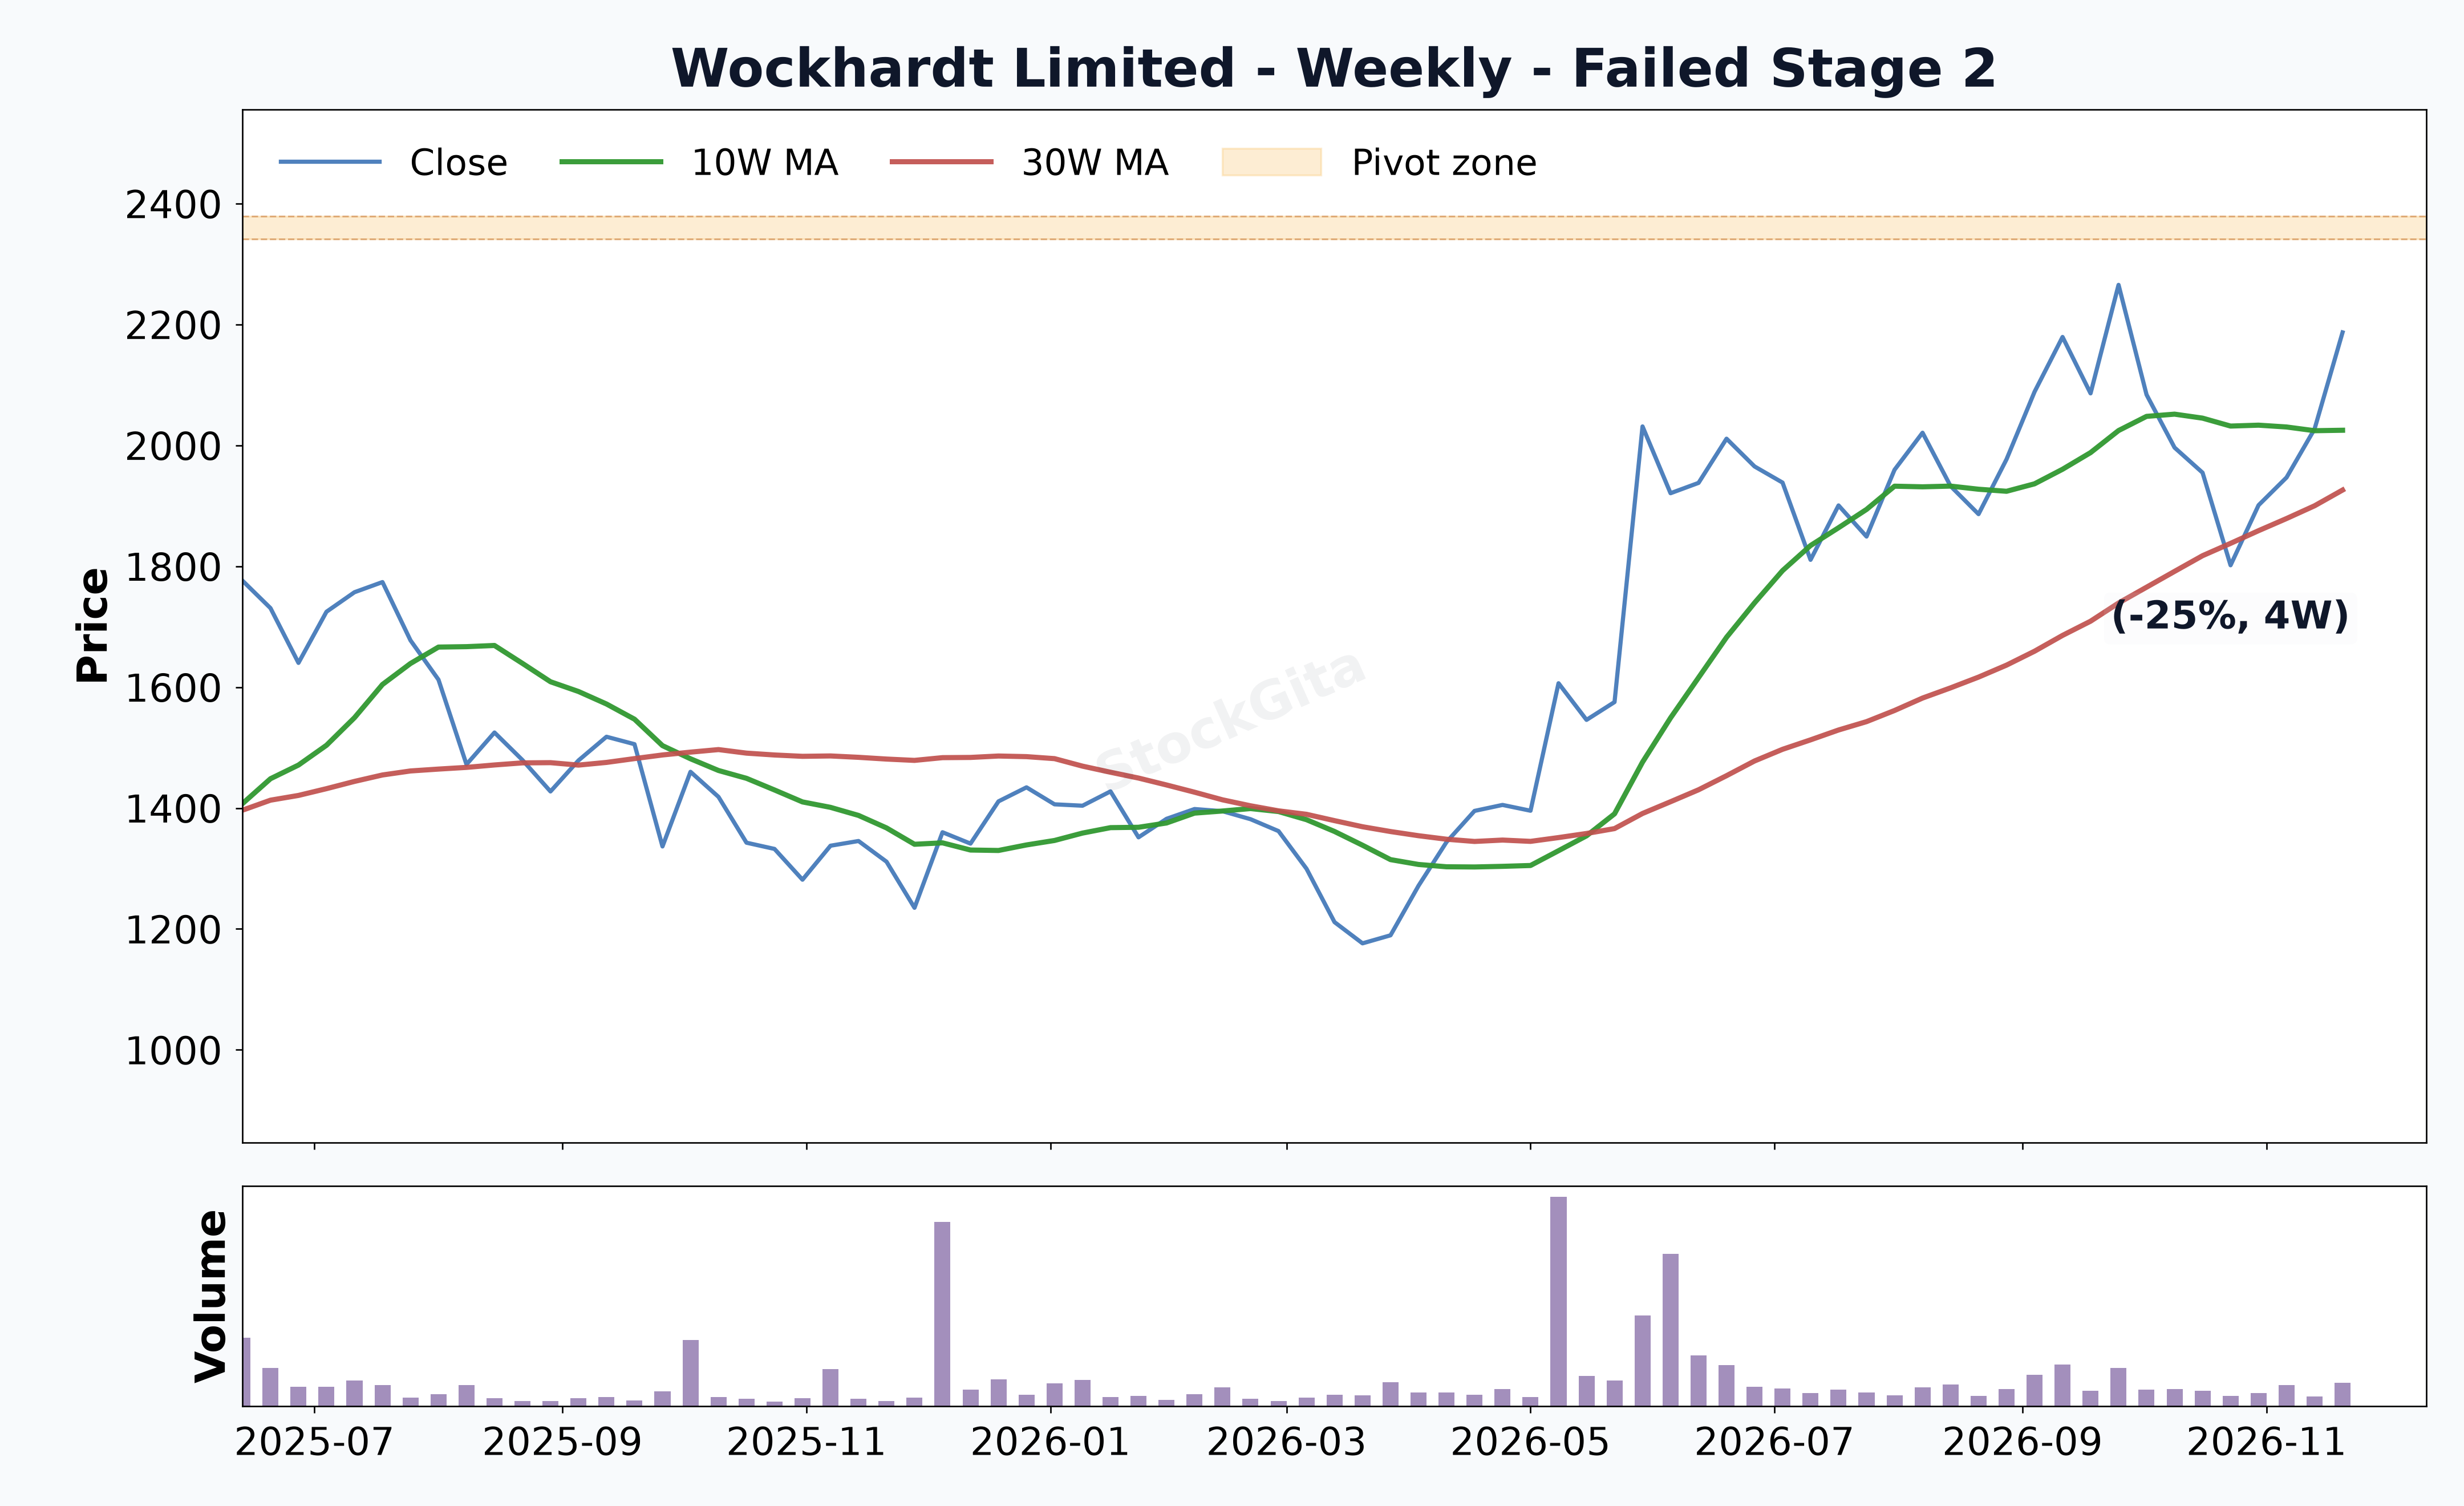 Wockhardt Limited - Weekly - Failed Stage 2
Close 10W MA 30W MA Pivot zone
2400
2200
2000
1800
1600
1400
1200
1000
Price
(-25%, 4W)
StockGita
Volume
2025-07 2025-09 2025-11 2026-01 2026-03 2026-05 2026-07 2026-09 2026-11